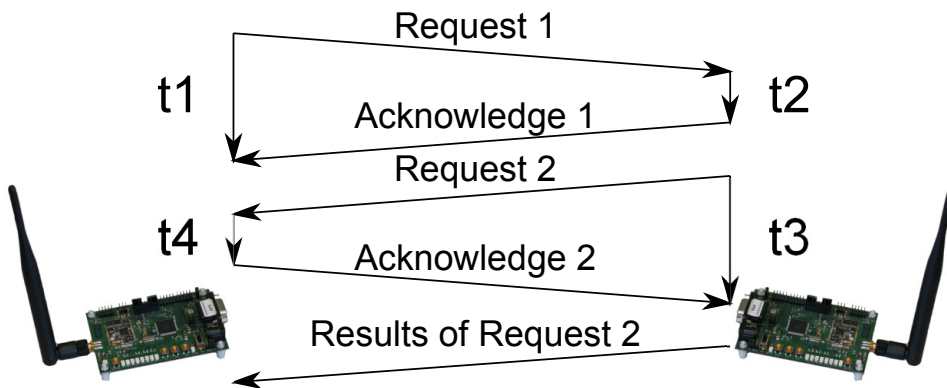 Request 1
t1
t2
Acknowledge 1
Request 2
t4
t3
Acknowledge 2
Results of Request 2